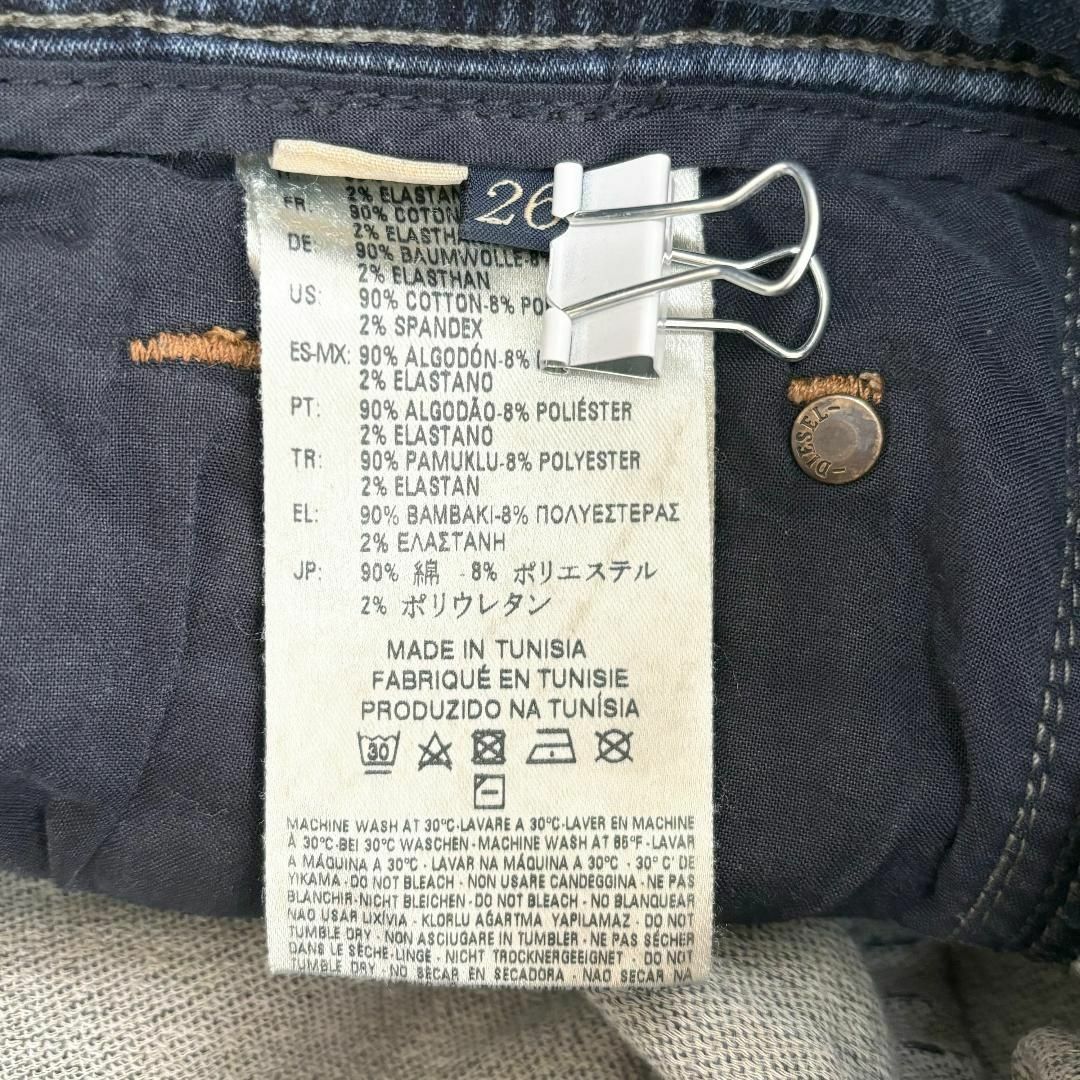 2% ELASTAN
FR: 90% COTON
2% ELASTHA
DE: 90% BAUMWOLLE-8
2% ELASTHAN
US: 90% COTTON-8% PO
2% SPANDEX
ES-MX: 90% ALGODÓN-8%
2% ELASTANO
PT: 90% ALGODÃO-8% POLIÉSTER
2% ELASTANO
TR: 90% PAMUKLU-8% POLYESTER
2% ELASTAN
EL: 90% BAMBAKI-8% ΠΟΛΥΕΣΤΕΡΑΣ
2% ΕΛΑΣΤΑΝΗ
JP: 90% 綿 -8% ポリエステル
2% ポリウレタン
26
MADE IN TUNISIA
FABRIQUÉ EN TUNISIE
PRODUZIDO NA TUNÍSIA
30
MACHINE WASH AT 30°C-LAVARE A 30°C-LAVER EN MACHINE
À 30°C-BEI 30°C WASCHEN-MACHINE WASH AT 85°F-LAVAR
A MÁQUINA A 30°C - LAVAR NA MÁQUINA A 30°C - 30° C' DE
YIKAMA-DO NOT BLEACH - NON USARE CANDEGGINA - NE PAS
BLANCHIR-NICHT BLEICHEN-DO NOT BLEACH - NO BLANQUEAR
NAO USAR LIXÍVIA - KLORLU AĞARTMA YAPILAMAZ - DO NOT
TUMBLE DRY - NON ASCIUGARE IN TUMBLER - NE PAS SÉCHER
DANS LE SÈCHE-LINGE - NICHT TROCKNERGEEIGNET - DO NOT
TUMBLE DRY - NO SECAR EN SECADORA - NAO SECAR NA
-DIESEL-